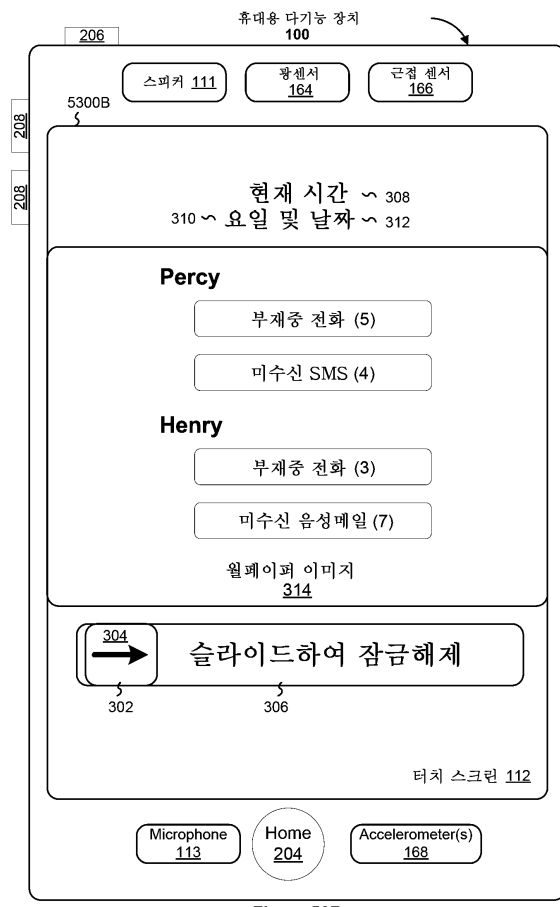 휴대용 다기능 장치
100
206
스피커 111
광센서
164
근접 센서
166
5300B
208
208
현재 시간 308
310 요일 및 날짜 312
Percy
부재중 전화 (5)
미수신 SMS (4)
Henry
부재중 전화 (3)
미수신 음성메일 (7)
월페이퍼 이미지
314
304
슬라이드하여 잠금해제
302
306
터치 스크린 112
Microphone
113
Home
204
Accelerometer(s)
168